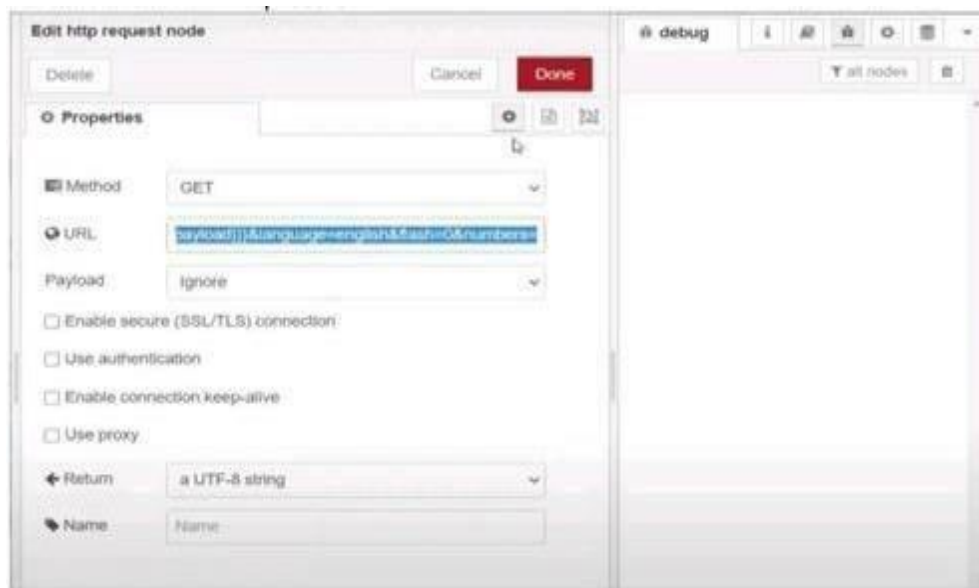 Edit http request node
debug
Delete
Cancel
Done
all nodes
Properties
Method
GET
URL
payload}}}&language=english&flash=0&numbers=
Payload
Ignore
Enable secure (SSL/TLS) connection
Use authentication
Enable connection keep-alive
Use proxy
Return
a UTF-8 string
Name
Name